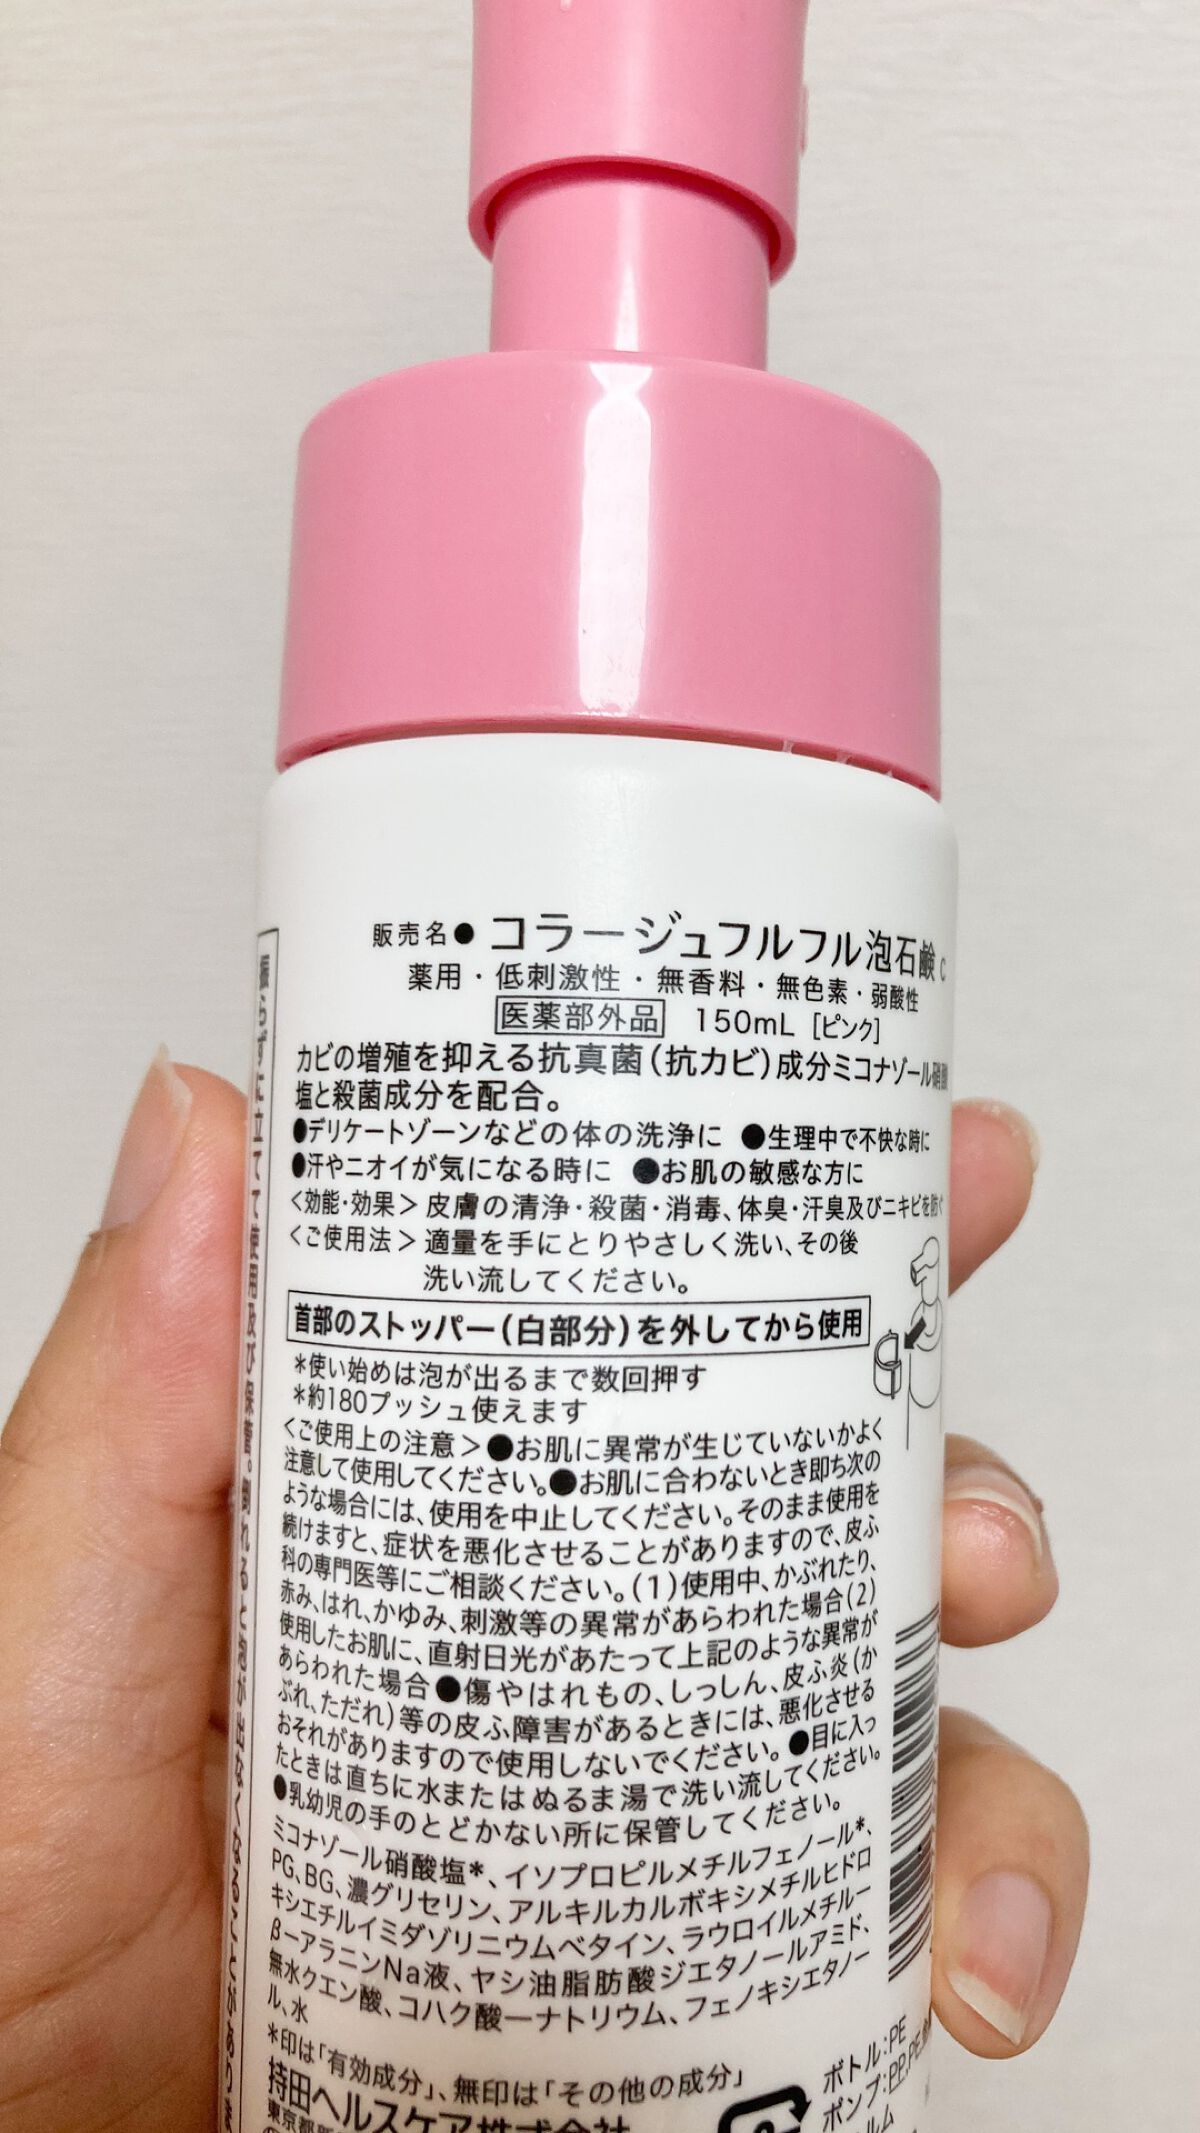 販売名●コラージュフルフル泡石鹸 c
薬用・低刺激性・無香料・無色素・弱酸性
医薬部外品 150mL [ピンク]
カビの増殖を抑える抗真菌(抗カビ)成分ミコナゾール硝酸
塩と殺菌成分を配合。
●デリケートゾーンなどの体の洗浄に ●生理中で不快な時に
●汗やニオイが気になる時に ●お肌の敏感な方に
<効能・効果>皮膚の清浄・殺菌・消毒、体臭・汗臭及びニキビを防ぐ
<ご使用法>適量を手にとりやさしく洗い、その後
洗い流してください。
首部のストッパー(白部分)を外してから使用
*使い始めは泡が出るまで数回押す
*約180プッシュ使えます
<ご使用上の注意>●お肌に異常が生じていないかよく
注意して使用してください。●お肌に合わないとき即ち次の
ような場合には、使用を中止してください。そのまま使用を
続けますと、症状を悪化させることがありますので、皮ふ
科の専門医等にご相談ください。(1)使用中、かぶれたり、
赤み、はれ、かゆみ、刺激等の異常があらわれた場合(2)
使用したお肌に、直射日光があたって上記のような異常が
あらわれた場合●傷やはれもの、しっしん、皮ふ炎(か
ぶれ、ただれ)等の皮ふ障害があるときには、悪化させる
おそれがありますので使用しないでください。●目に入っ
たときは直ちに水またはぬるま湯で洗い流してください。
●乳幼児の手のとどかない所に保管してください。
ミコナゾール硝酸塩*、イソプロピルメチルフェノール*、
PG、BG、濃グリセリン、アルキルカルボキシメチルヒドロ
キシエチルイミダゾリニウムベタイン、ラウロイルメチル-
β-アラニンNa液、ヤシ油脂肪酸ジエタノールアミド、
無水クエン酸、コハク酸一ナトリウム、フェノキシエタノー
ル、水
*印は「有効成分」、無印は「その他の成分」
持田ヘルスケア株式会社
東京都新
ボトル:PE
ポンプ:PP,PE,
ルム
振らずに立てて使用及び保管。倒れると泡が出なくなることがあります